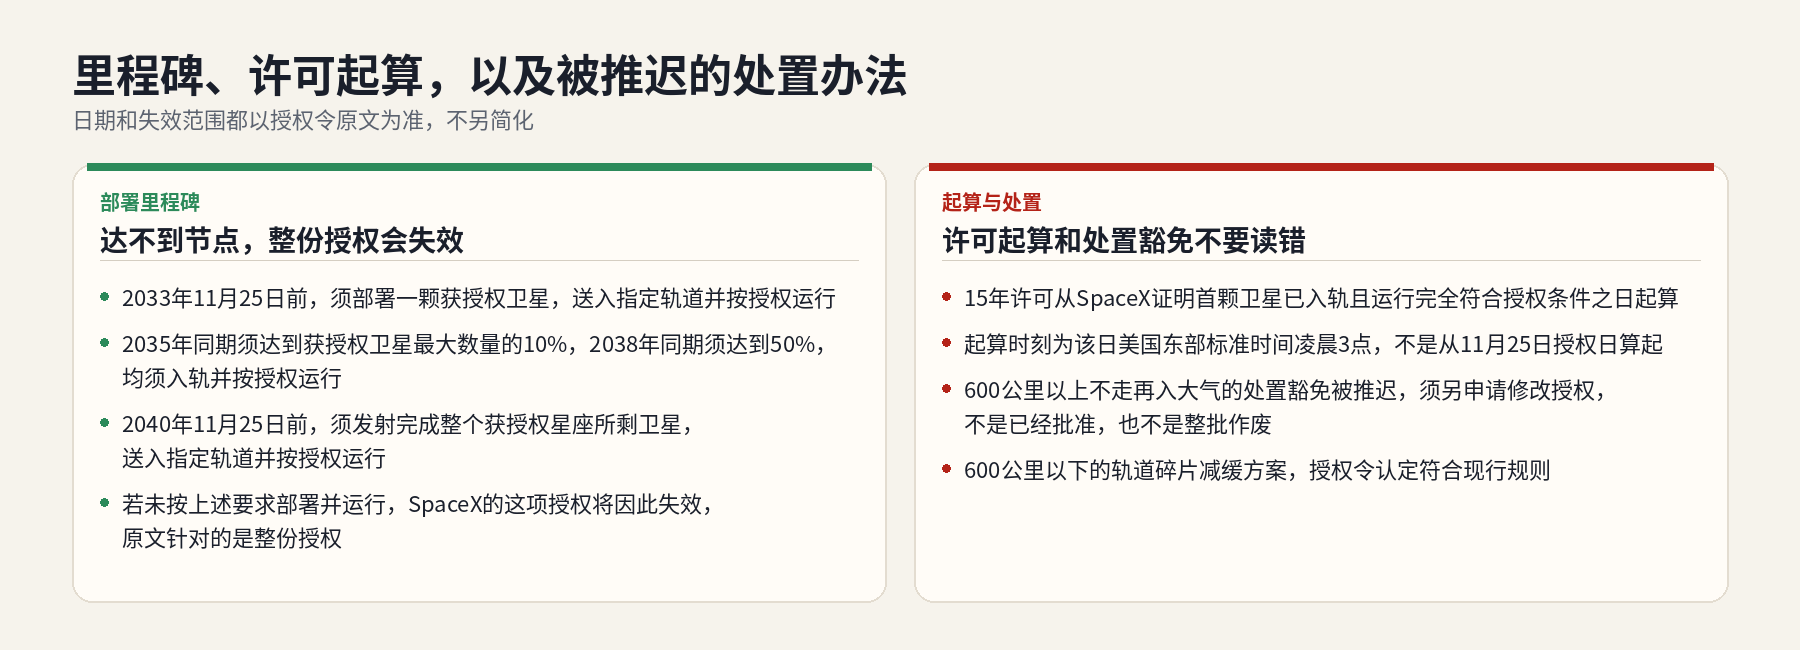 里程碑、许可起算，以及被推迟的处置办法
日期和失效范围都以授权令原文为准，不另简化
部署里程碑
达不到节点，整份授权会失效
2033年11月25日前，须部署一颗获授权卫星，送入指定轨道并按授权运行
2035年同期须达到获授权卫星最大数量的10%，2038年同期须达到50%，
均须入轨并按授权运行
2040年11月25日前，须发射完成整个获授权星座所剩卫星，
送入指定轨道并按授权运行
若未按上述要求部署并运行，SpaceX的这项授权将因此失效，
原文针对的是整份授权
起算与处置
许可起算和处置豁免不要读错
15年许可从SpaceX证明首颗卫星已入轨且运行完全符合授权条件之日起算
起算时刻为该日美国东部标准时间凌晨3点，不是从11月25日授权日算起
600公里以上不走再入大气的处置豁免被推迟，须另申请修改授权，
不是已经批准，也不是整批作废
600公里以下的轨道碎片减缓方案，授权令认定符合现行规则